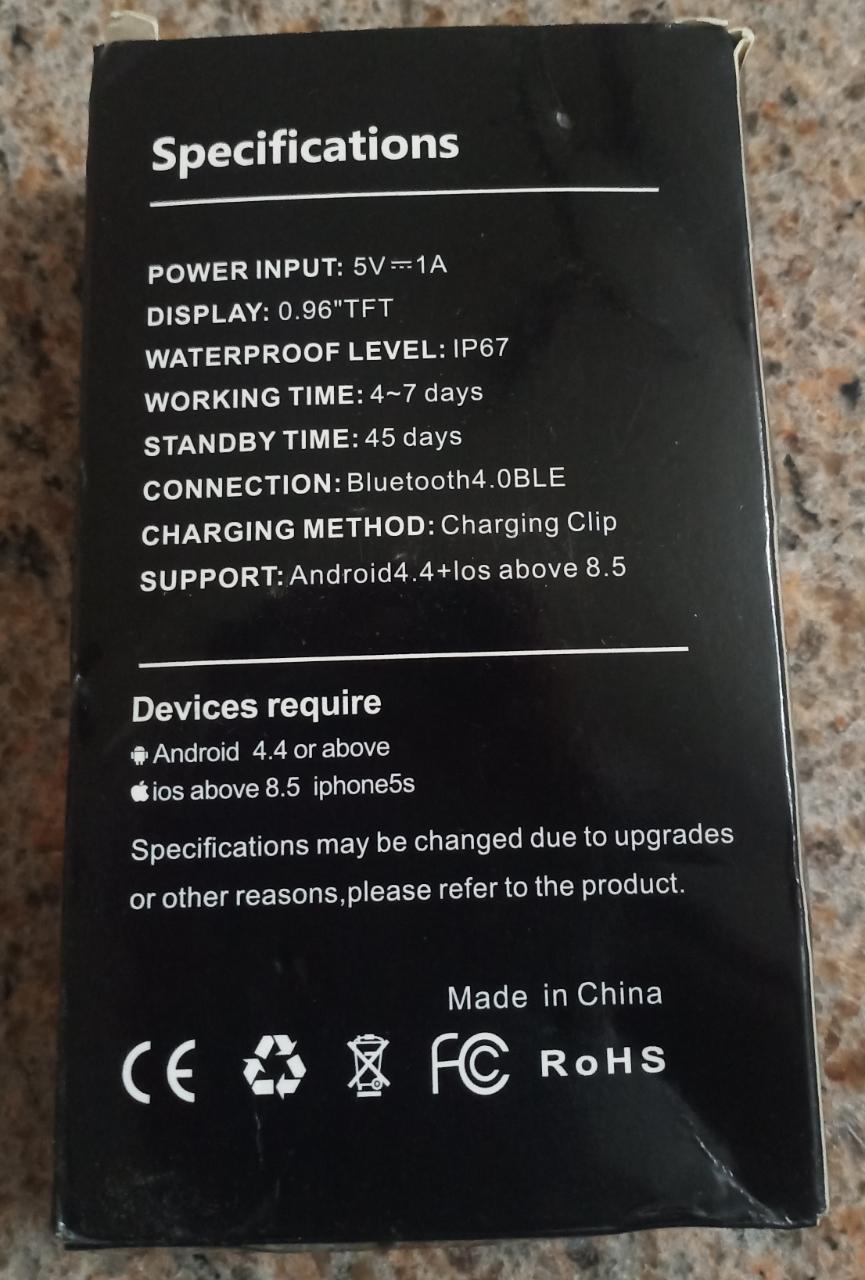 Specifications
POWER INPUT: 5V⎓1A
DISPLAY: 0.96"TFT
WATERPROOF LEVEL: IP67
WORKING TIME: 4~7 days
STANDBY TIME: 45 days
CONNECTION: Bluetooth4.0BLE
CHARGING METHOD: Charging Clip
SUPPORT: Android4.4+Ios above 8.5
Devices require
Android 4.4 or above
ios above 8.5 iphone5s
Specifications may be changed due to upgrades
or other reasons,please refer to the product.
Made in China
CE FC RoHS